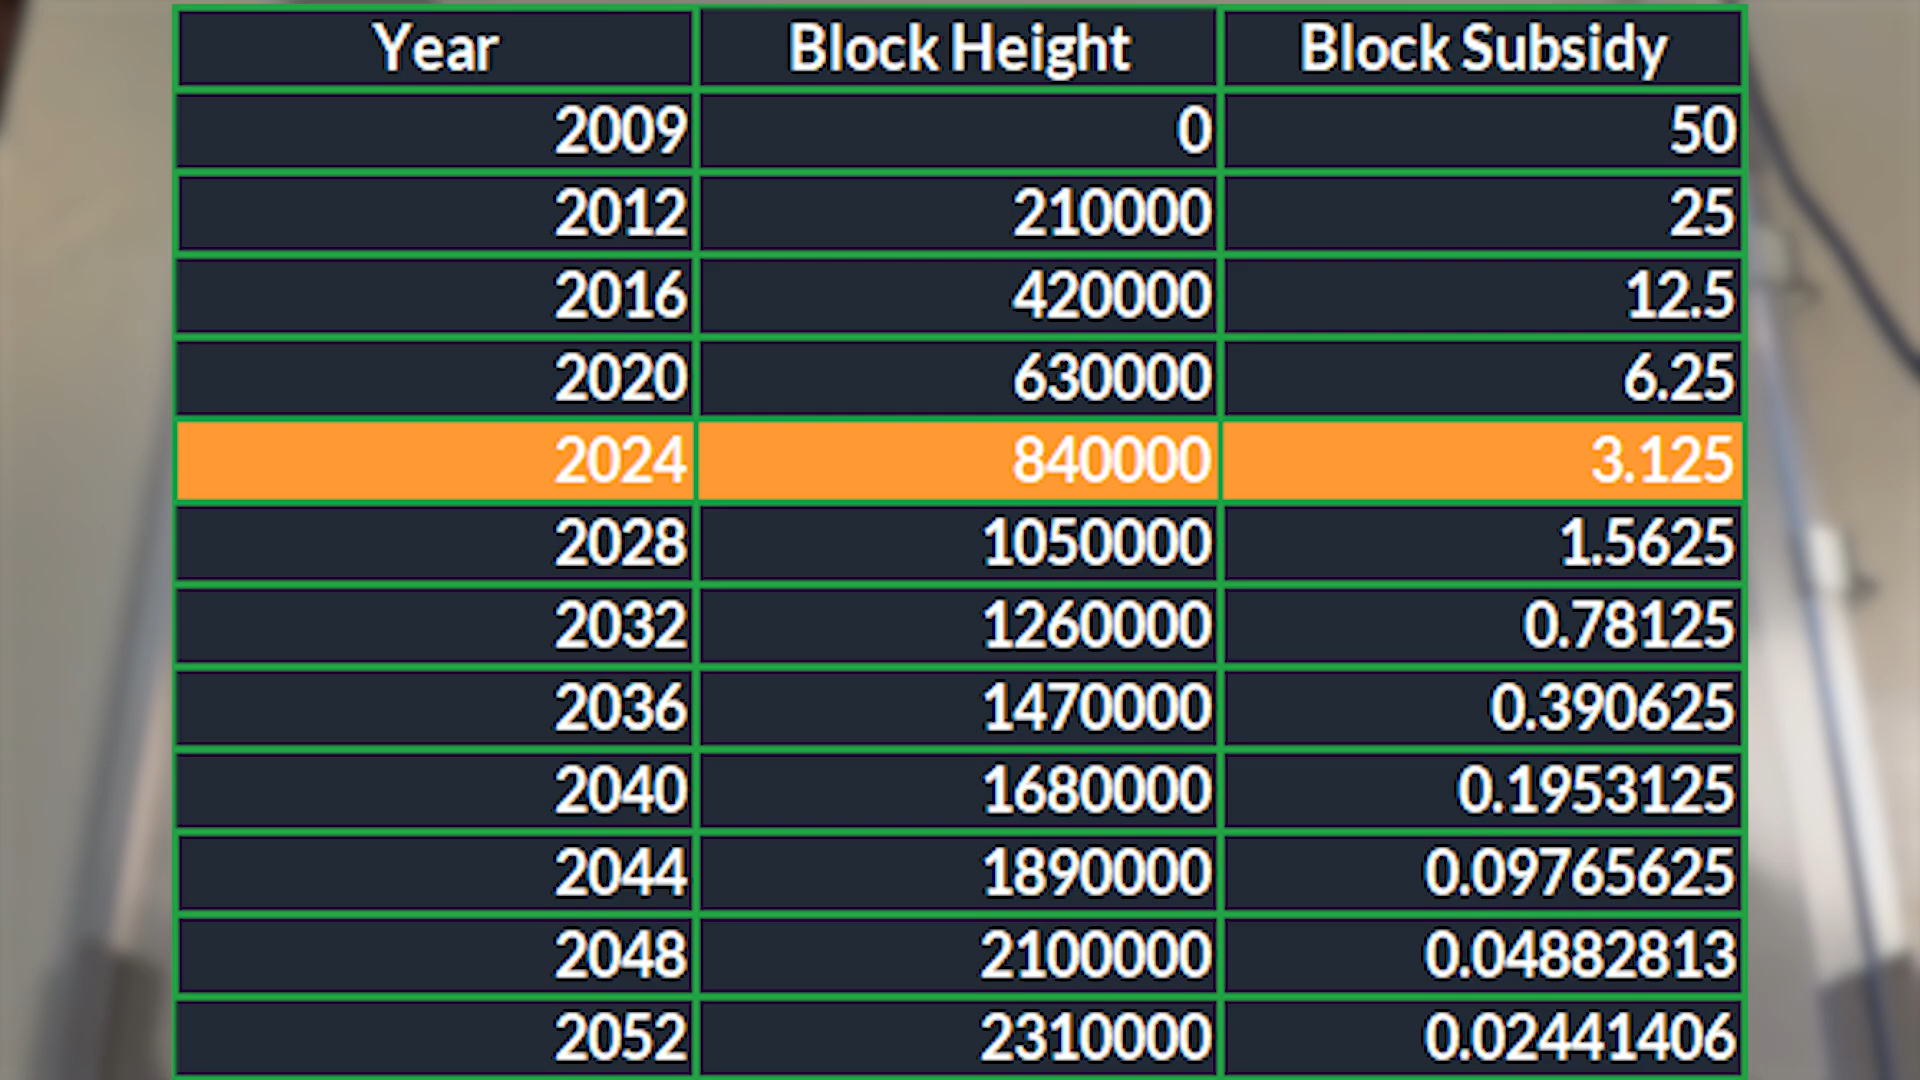 Year Block Height Block Subsidy
2009 0 50
2012 210000 25
2016 420000 12.5
2020 630000 6.25
2024 840000 3.125
2028 1050000 1.5625
2032 1260000 0.78125
2036 1470000 0.390625
2040 1680000 0.1953125
2044 1890000 0.09765625
2048 2100000 0.04882813
2052 2310000 0.02441406